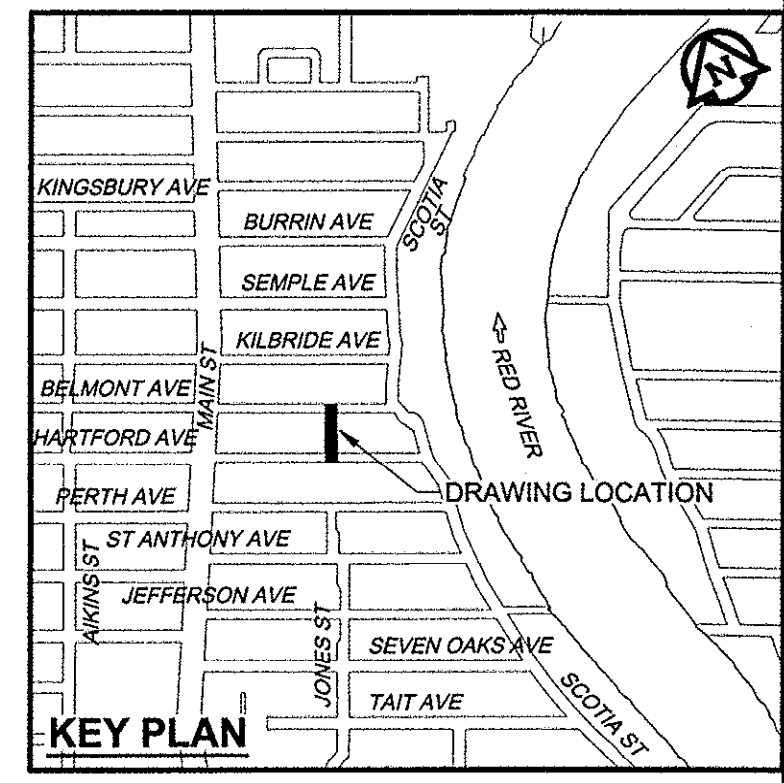 N
KINGSBURY AVE
BURRIN AVE
SCOTIA
ST
SEMPLE AVE
KILBRIDE AVE
MAIN ST
RED RIVER
BELMONT AVE
HARTFORD AVE
DRAWING LOCATION
PERTH AVE
ST ANTHONY AVE
AIKINS ST
JEFFERSON AVE
JONES ST
SEVEN OAKS AVE
SCOTIA ST
TAIT AVE
KEY PLAN